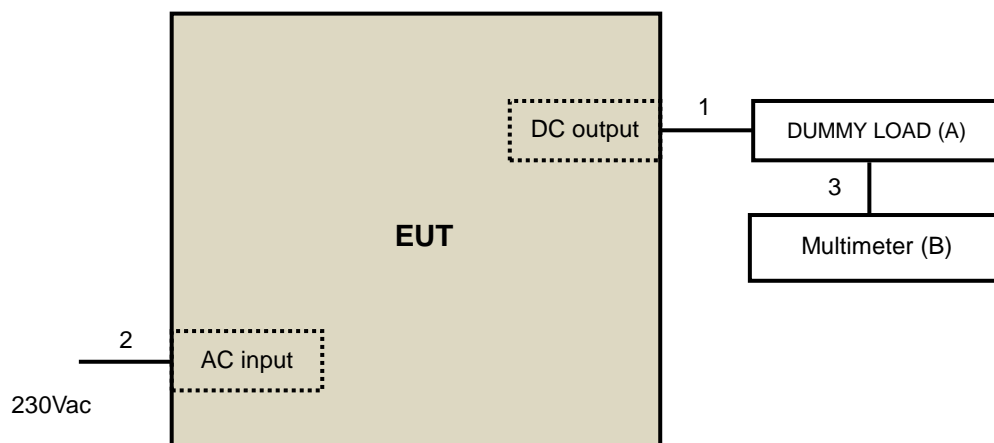 1
DC output
DUMMY LOAD (A)
3
EUT
Multimeter (B)
2
AC input
230Vac